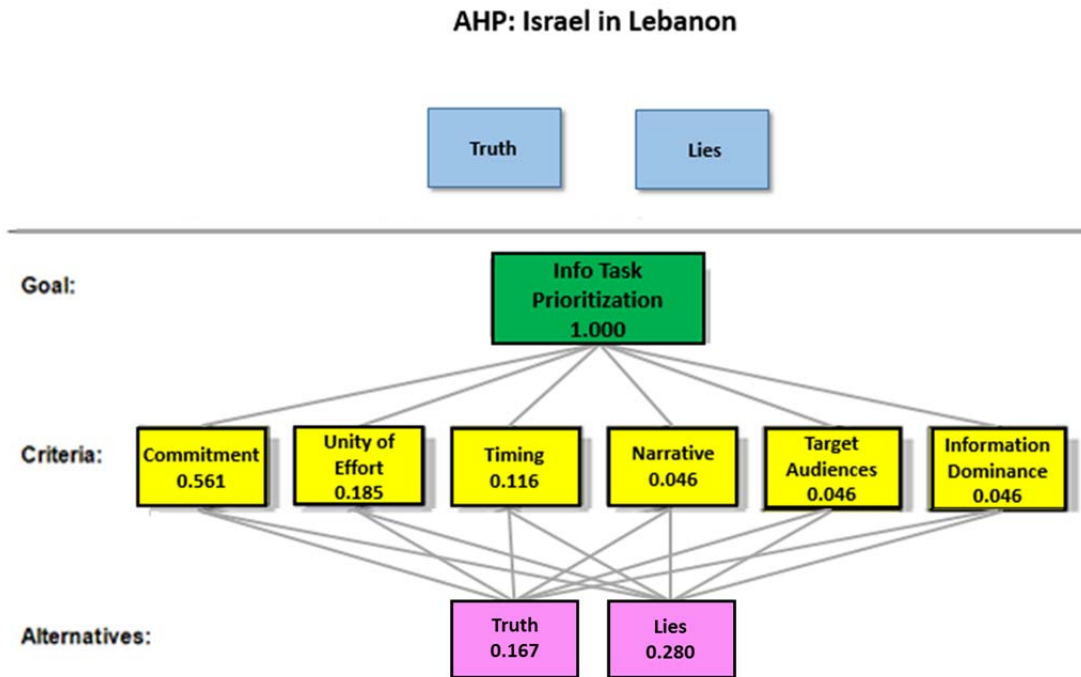 AHP: Israel in Lebanon
Truth
Lies
Goal:
Info Task
Prioritization
1.000
Criteria:
Commitment
0.561
Unity of
Effort
0.185
Timing
0.116
Narrative
0.046
Target
Audiences
0.046
Information
Dominance
0.046
Alternatives:
Truth
0.167
Lies
0.280